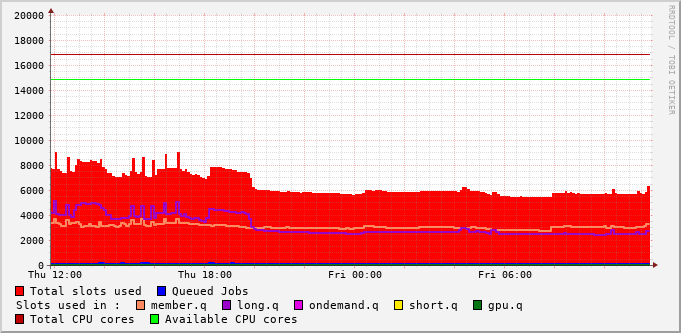 20000
18000
16000
14000
12000
10000
8000
6000
4000
2000
0
Thu 12:00 Thu 18:00 Fri 00:00 Fri 06:00
RRDTOOL / TOBI OETIKER
Total slots used Queued Jobs
Slots used in : member.q long.q ondemand.q short.q gpu.q
Total CPU cores Available CPU cores